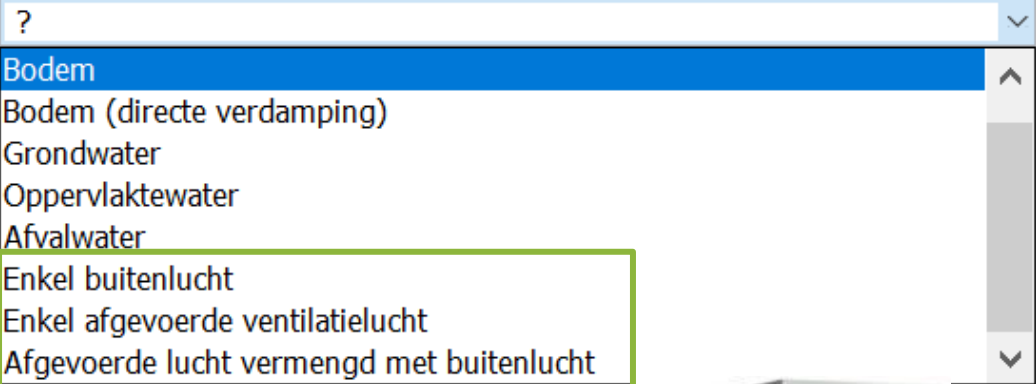 ?
Bodem
Bodem (directe verdamping)
Grondwater
Oppervlaktewater
Afvalwater
Enkel buitenlucht
Enkel afgevoerde ventilatielucht
Afgevoerde lucht vermengd met buitenlucht